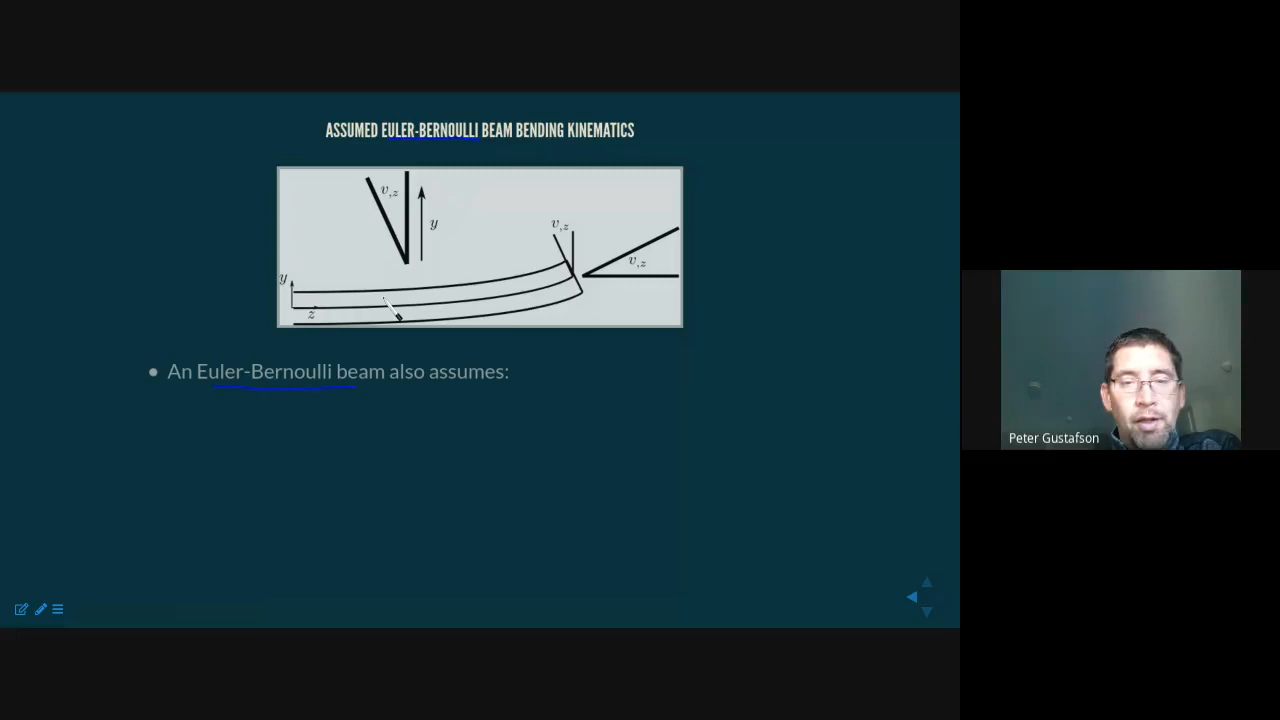 ASSUMED EULER-BERNOULLI BEAM BENDING KINEMATICS
v,z
y
v,z
v,z
y
z
• An Euler-Bernoulli beam also assumes:
Peter Gustafson